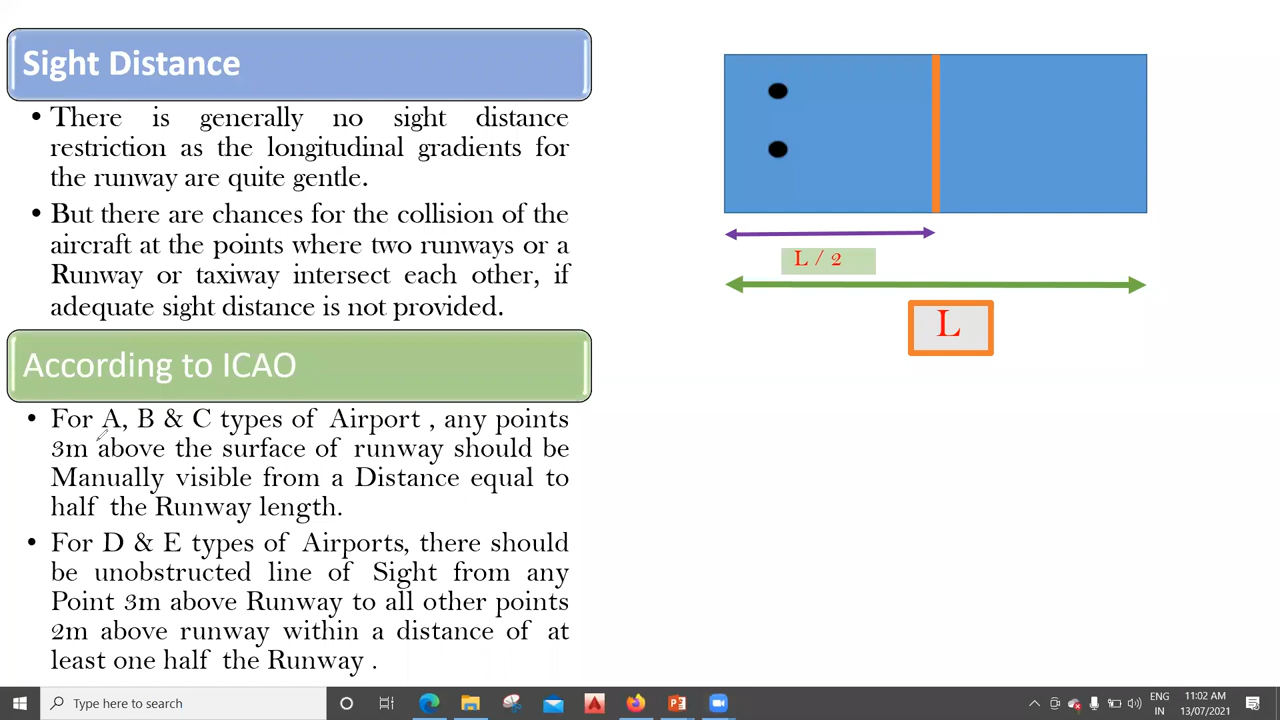 Sight Distance
• There is generally no sight distance
restriction as the longitudinal gradients for
the runway are quite gentle.
• But there are chances for the collision of the
aircraft at the points where two runways or a
Runway or taxiway intersect each other, if
adequate sight distance is not provided.
According to ICAO
• For A, B & C types of Airport , any points
3m above the surface of runway should be
Manually visible from a Distance equal to
half the Runway length.
• For D & E types of Airports, there should
be unobstructed line of Sight from any
Point 3m above Runway to all other points
2m above runway within a distance of at
least one half the Runway .
L / 2
L
Type here to search
ENG
IN
11:02 AM
13/07/2021